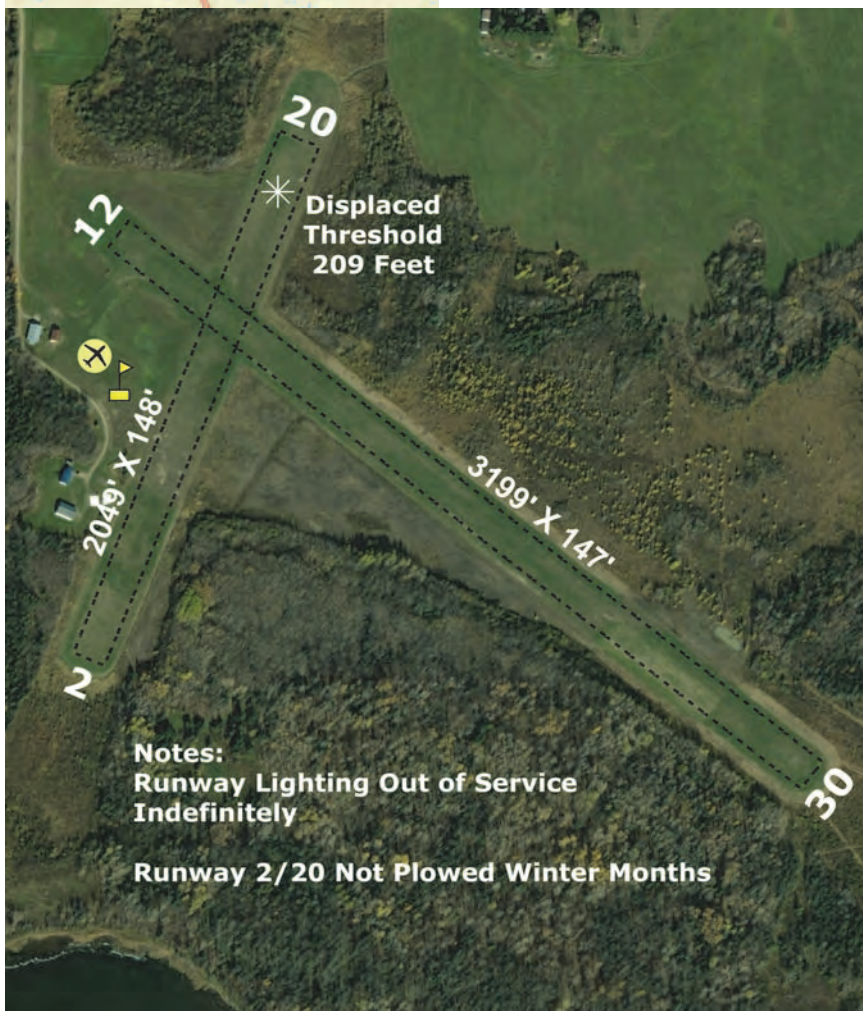 20
12
Displaced
Threshold
209 Feet
2049' X 148'
3199' X 147'
2
30
Notes:
Runway Lighting Out of Service
Indefinitely
Runway 2/20 Not Plowed Winter Months